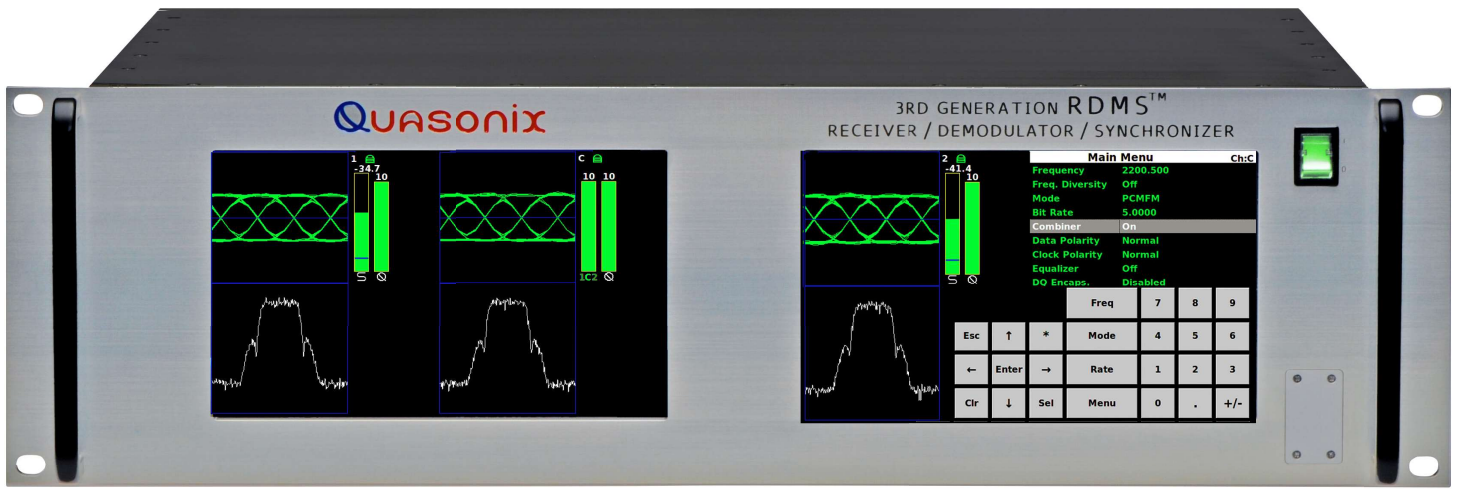 Quasonix
3RD GENERATION RDMS™
RECEIVER / DEMODULATOR / SYNCHRONIZER
1
-34.7
10
S
Ø
C
10 10
1C2
Ø
2
-41.4
10
S
Ø
Main Menu Ch:C
Frequency 2200.500
Freq. Diversity Off
Mode PCMFM
Bit Rate 5.0000
Combiner On
Data Polarity Normal
Clock Polarity Normal
Equalizer Off
DQ Encaps. Disabled
Freq 7 8 9
Esc ↑ * Mode 4 5 6
← Enter → Rate 1 2 3
Clr ↓ Sel Menu 0 . +/-